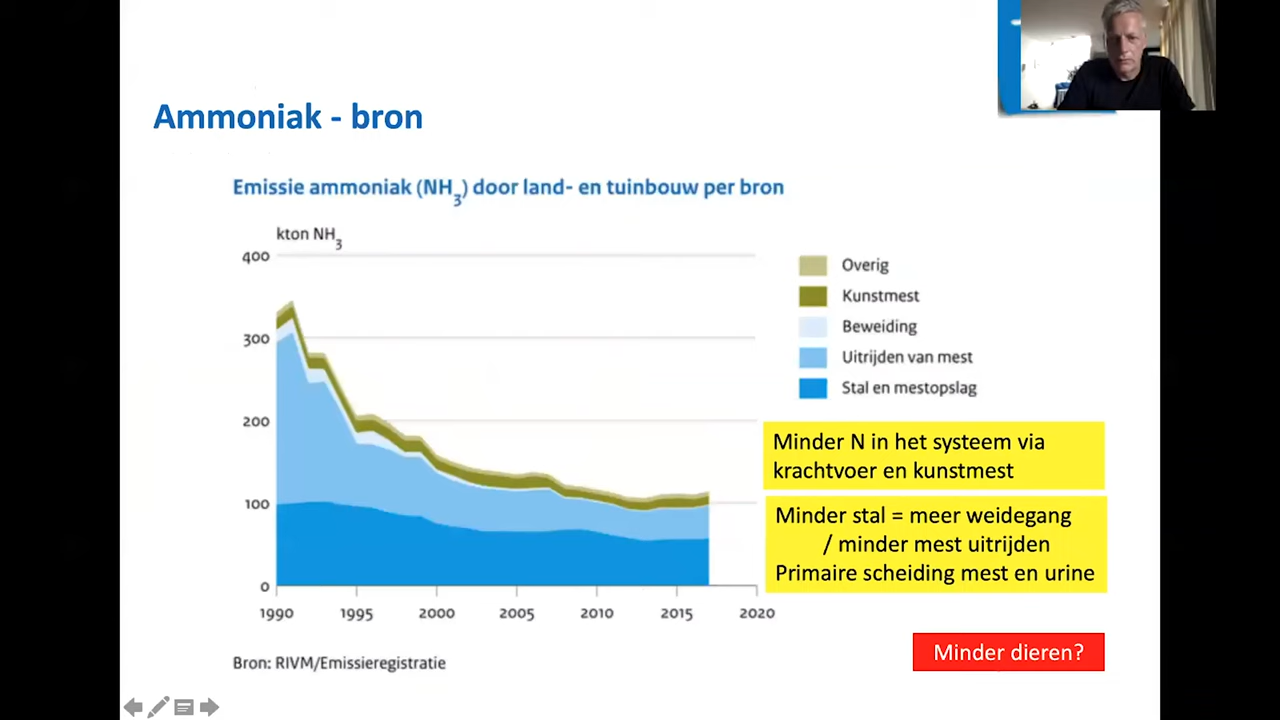 Ammoniak - bron
Emissie ammoniak (NH3) door land- en tuinbouw per bron
kton NH3
400
300
200
100
0
1990 1995 2000 2005 2010 2015 2020
Overig
Kunstmest
Beweiding
Uitrijden van mest
Stal en mestopslag
Minder N in het systeem via
krachtvoer en kunstmest
Minder stal = meer weidegang
/ minder mest uitrijden
Primaire scheiding mest en urine
Minder dieren?
Bron: RIVM/Emissieregistratie